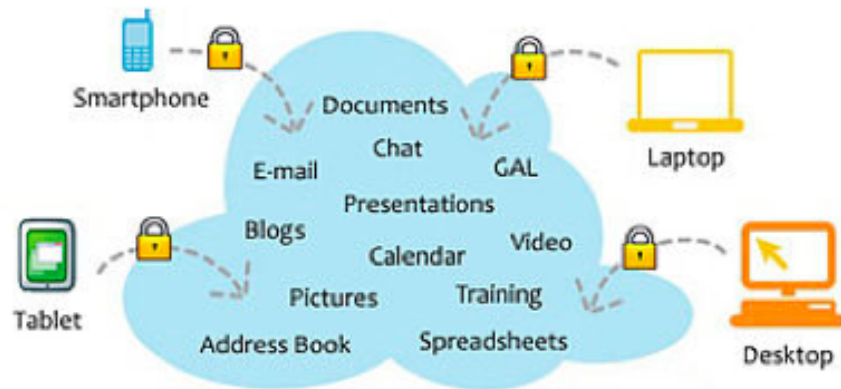 Smartphone
Documents
Chat
E-mail
GAL
Laptop
Presentations
Blogs
Video
Calendar
Tablet
Pictures
Training
Address Book
Spreadsheets
Desktop